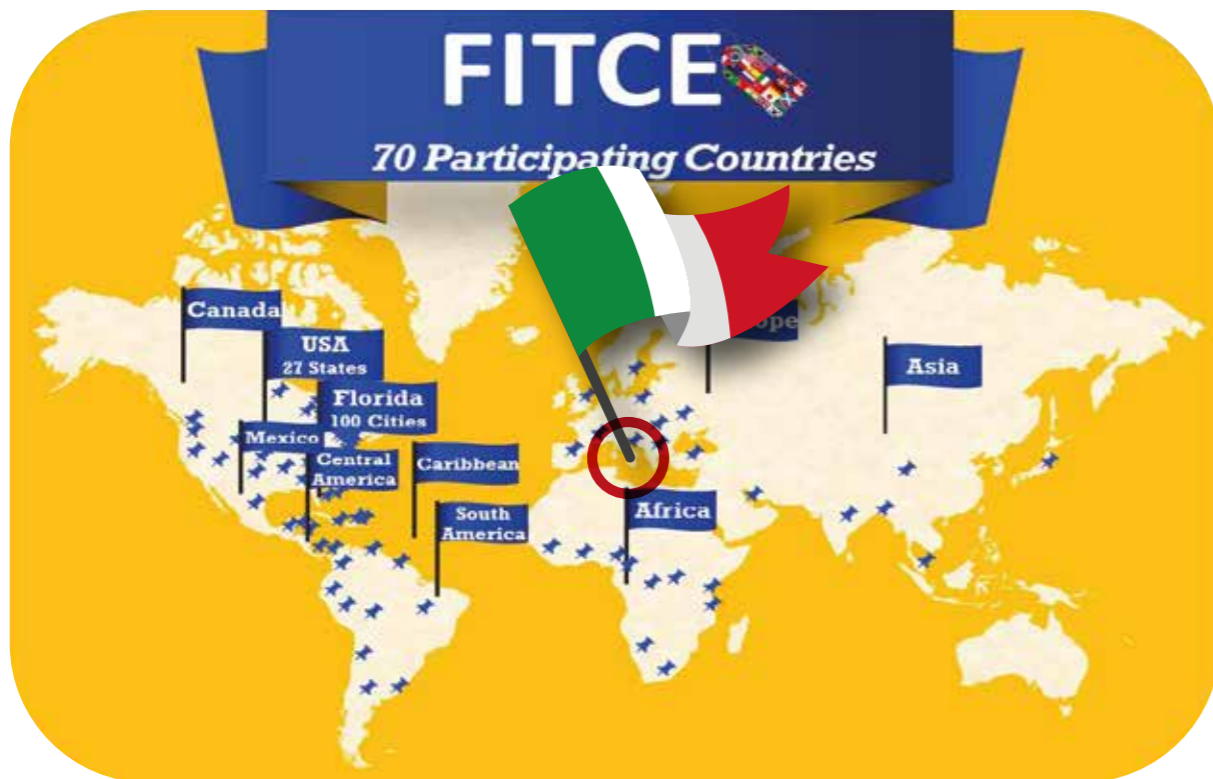 FITCE
70 Participating Countries
Canada
USA
27 States
Florida
100 Cities
Mexico
Central
America
Caribbean
South
America
Africa
Asia